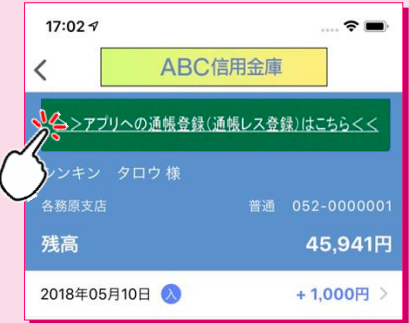 17:02
ABC信用金庫
>アプリへの通帳登録(通帳レス登録)はこちら<<
シンキン タロウ 様
各務原支店 普通 052-0000001
残高 45,941円
2018年05月10日 入 +1,000円